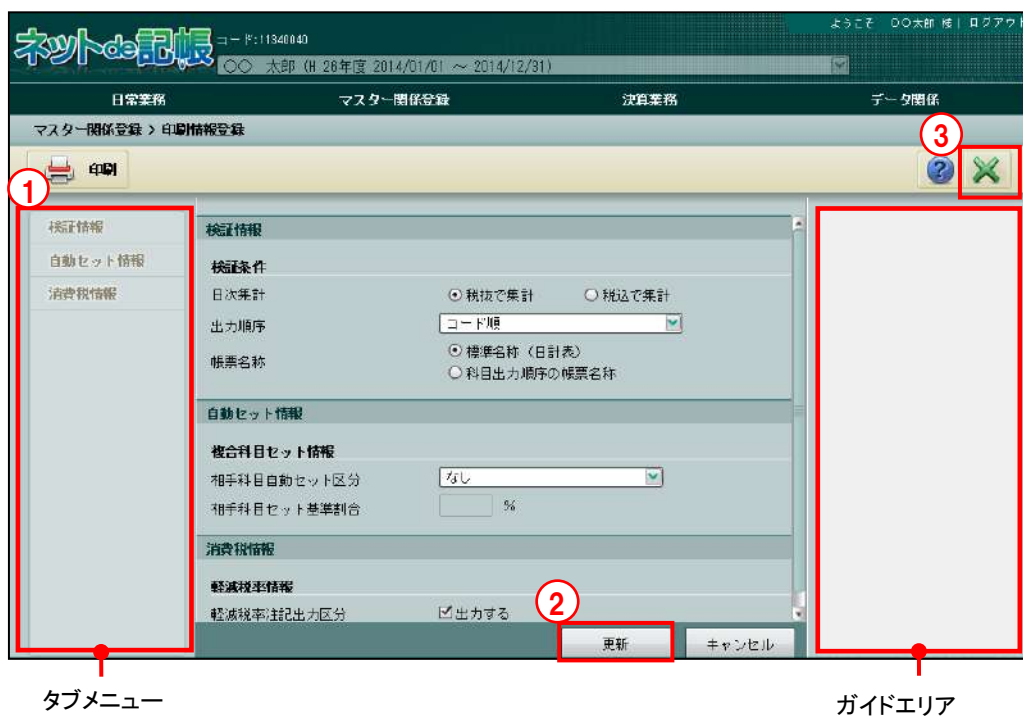 ようこそ 〇〇太郎 様 | ログアウト
ネットde記帳
コード:11340040
〇〇 太郎 (H 26年度 2014/01/01 ～ 2014/12/31)
日常業務 マスター関係登録 決算業務 データ関係
マスター関係登録 > 印刷情報登録
③
印刷
?
①
検証情報
自動セット情報
消費税情報
検証情報
検証条件
日次集計 税抜で集計 税込で集計
出力順序 コード順
帳票名称 標準名称（日計表）
科目出力順序の帳票名称
自動セット情報
複合科目セット情報
相手科目自動セット区分 なし
相手科目セット基準割合 %
消費税情報
軽減税率情報
軽減税率注記出力区分 出力する
②
更新 キャンセル
タブメニュー ガイドエリア